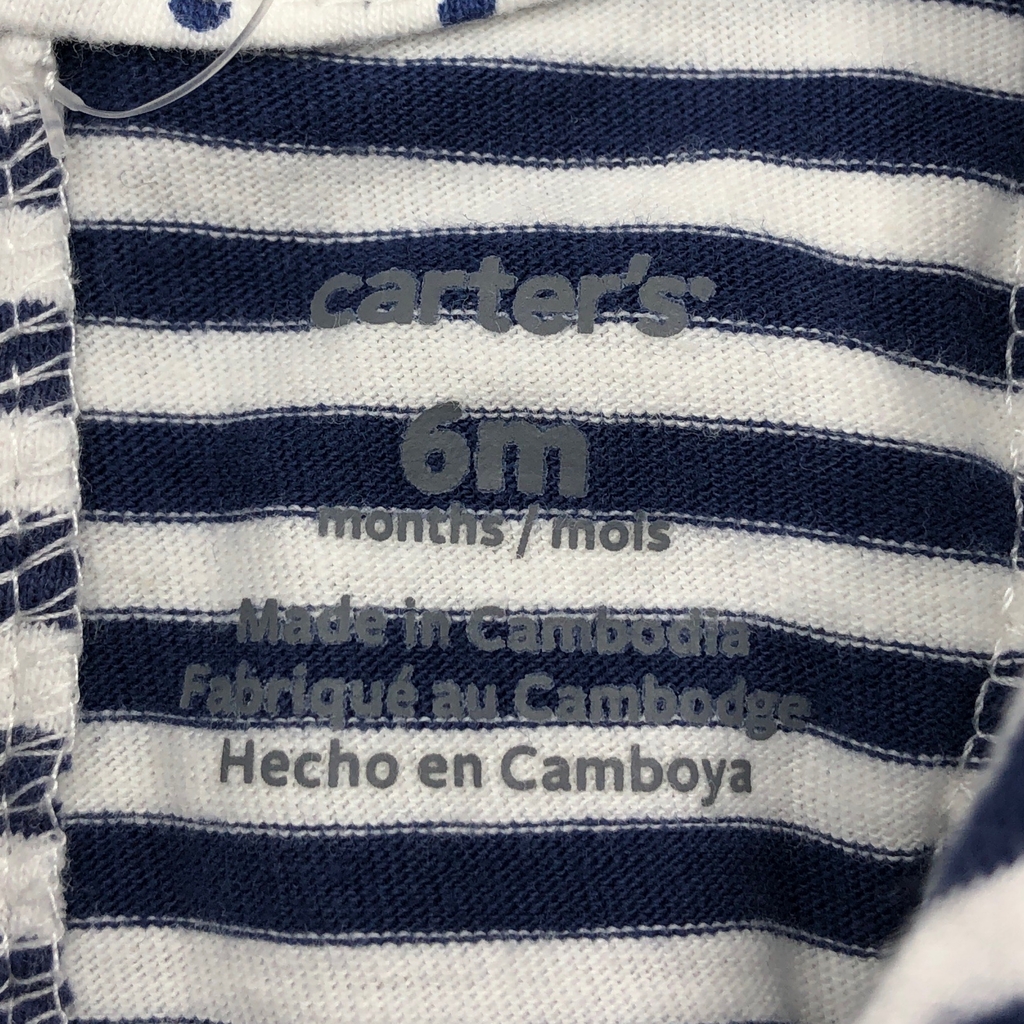 carter's
6m
months / mois
Made in Cambodia
Fabriqué au Cambodge
Hecho en Camboya